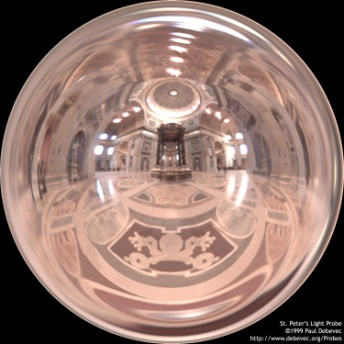 St. Peter's Light Probe
©1999 Paul Debevec
http://www.debevec.org/Probes